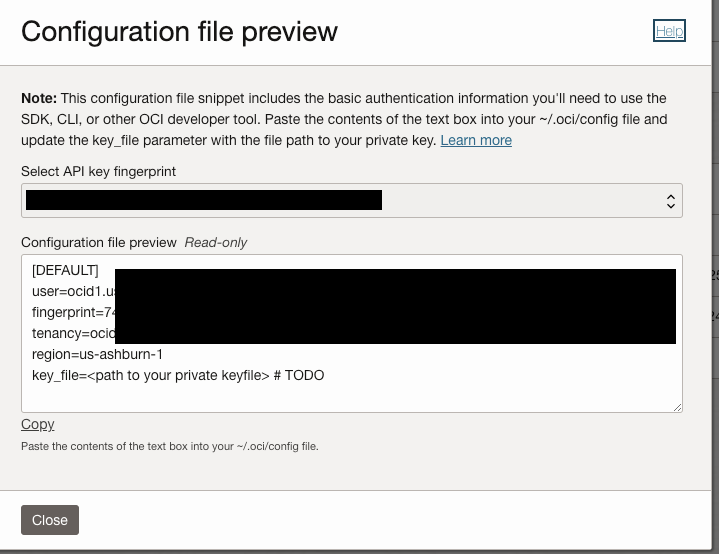 Configuration file preview
Help
Note: This configuration file snippet includes the basic authentication information you'll need to use the
SDK, CLI, or other OCI developer tool. Paste the contents of the text box into your ~/.oci/config file and
update the key_file parameter with the file path to your private key. Learn more
Select API key fingerprint
Configuration file preview Read-only
[DEFAULT]
user=ocid1.us
fingerprint=74
tenancy=ocid
region=us-ashburn-1
key_file=<path to your private keyfile> # TODO
Copy
Paste the contents of the text box into your ~/.oci/config file.
Close